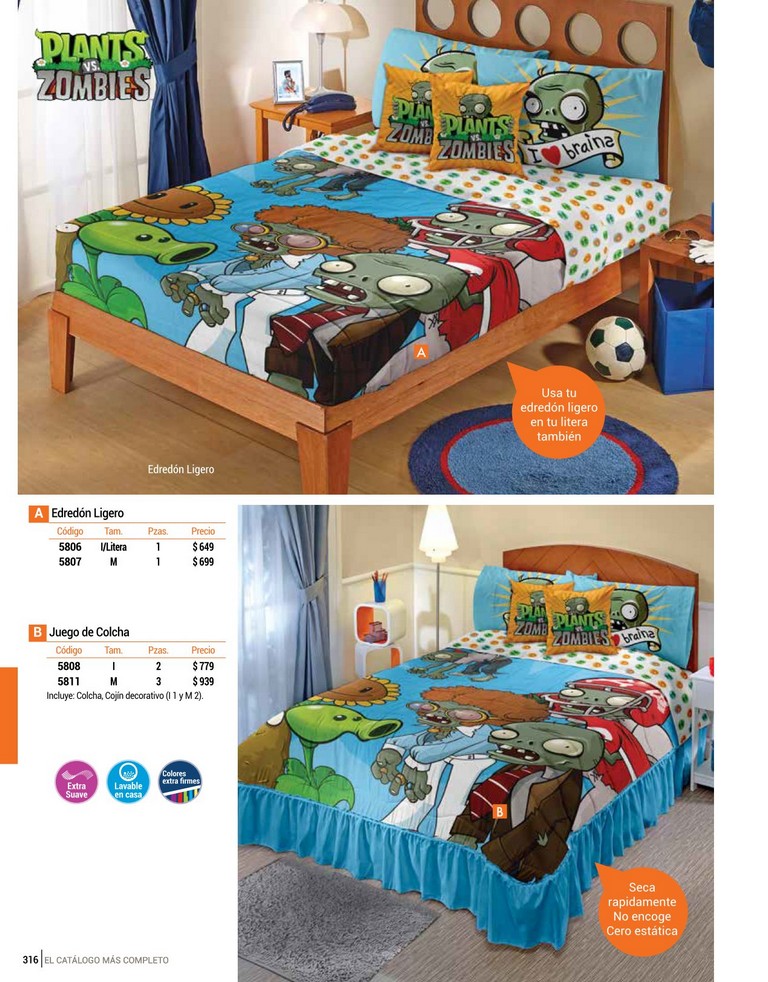 PLANTS
VS.
ZOMBIES
PLANTS
VS.
ZOMBIES
I ♥ brainz
A
Usa tu
edredón ligero
en tu litera
también
Edredón Ligero
A Edredón Ligero
Código Tam. Pzas. Precio
5806 I/Litera 1 $649
5807 M 1 $699
B Juego de Colcha
Código Tam. Pzas. Precio
5808 I 2 $779
5811 M 3 $939
Incluye: Colcha, Cojín decorativo (I 1 y M 2).
Extra
Suave
Lavable
en casa
Colores
extra firmes
PLANTS
VS.
ZOMBIES
brainz
B
Seca
rapidamente
No encoge
Cero estática
316 EL CATÁLOGO MÁS COMPLETO